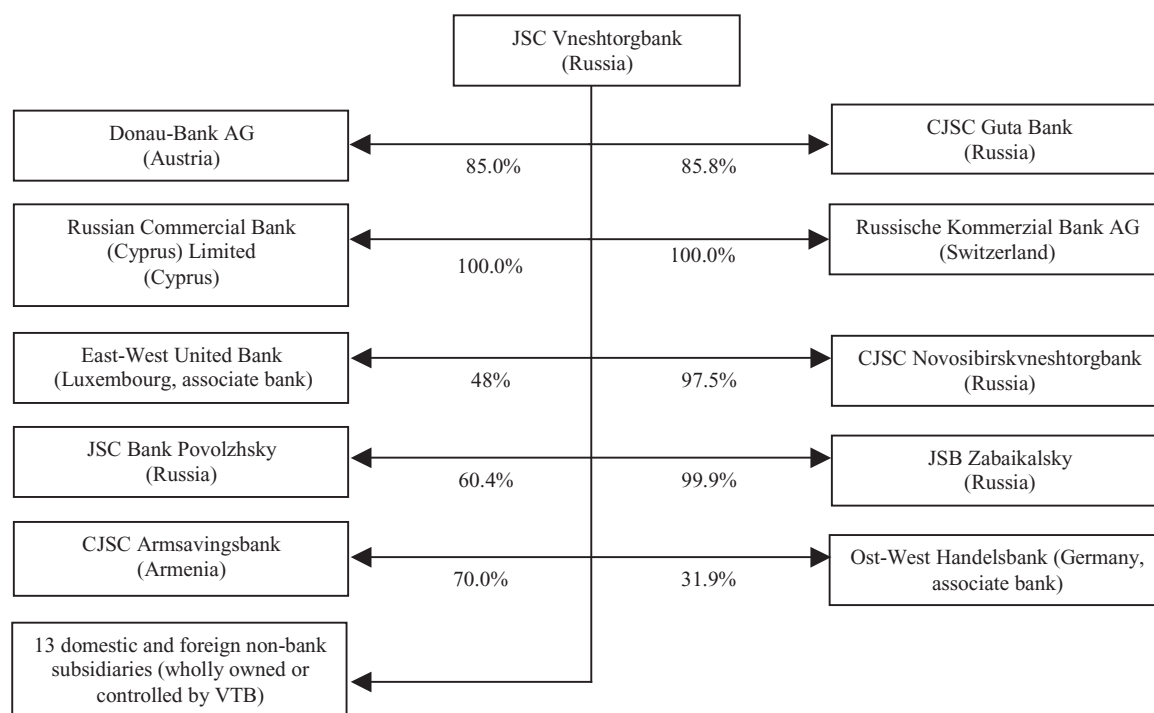 JSC Vneshtorgbank
(Russia)
Donau-Bank AG
(Austria)
85.0%
85.8%
CJSC Guta Bank
(Russia)
Russian Commercial Bank
(Cyprus) Limited
(Cyprus)
100.0%
100.0%
Russische Kommerzial Bank AG
(Switzerland)
East-West United Bank
(Luxembourg, associate bank)
48%
97.5%
CJSC Novosibirskvneshtorgbank
(Russia)
JSC Bank Povolzhsky
(Russia)
60.4%
99.9%
JSB Zabaikalsky
(Russia)
CJSC Armsavingsbank
(Armenia)
70.0%
31.9%
Ost-West Handelsbank (Germany,
associate bank)
13 domestic and foreign non-bank
subsidiaries (wholly owned or
controlled by VTB)